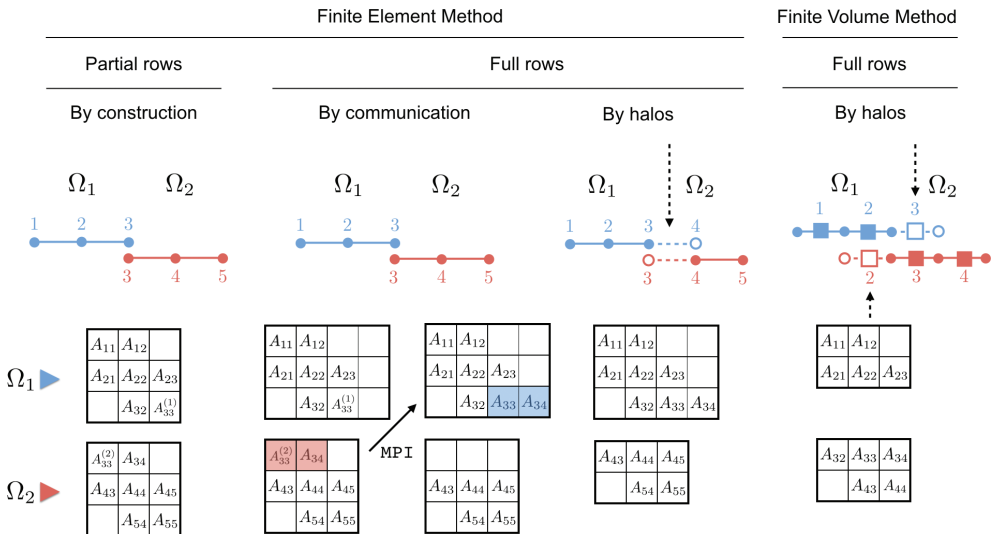 Finite Element Method Finite Volume Method
Partial rows Full rows Full rows
By construction By communication By halos By halos
Ω₁ Ω₂ Ω₁ Ω₂ Ω₁ Ω₂ Ω₁ Ω₂
1 2 3 1 2 3 1 2 3 4 1 2 3
3 4 5 3 4 5 3 4 5 2 3 4
A₁₁ A₁₂ A₁₁ A₁₂ A₁₁ A₁₂ A₁₁ A₁₂ A₁₁ A₁₂
Ω₁ A₂₁ A₂₂ A₂₃ A₂₁ A₂₂ A₂₃ A₂₁ A₂₂ A₂₃ A₂₁ A₂₂ A₂₃ A₂₁ A₂₂ A₂₃
A₃₂ A₃₃⁽¹⁾ A₃₂ A₃₃⁽¹⁾ A₃₂ A₃₃ A₃₄ A₃₂ A₃₃ A₃₄
MPI
A₃₃⁽²⁾ A₃₄ A₃₃⁽²⁾ A₃₄ A₄₃ A₄₄ A₄₅ A₃₂ A₃₃ A₃₄
Ω₂ A₄₃ A₄₄ A₄₅ A₄₃ A₄₄ A₄₅ A₄₃ A₄₄ A₄₅ A₅₄ A₅₅ A₄₃ A₄₄
A₅₄ A₅₅ A₅₄ A₅₅ A₅₄ A₅₅